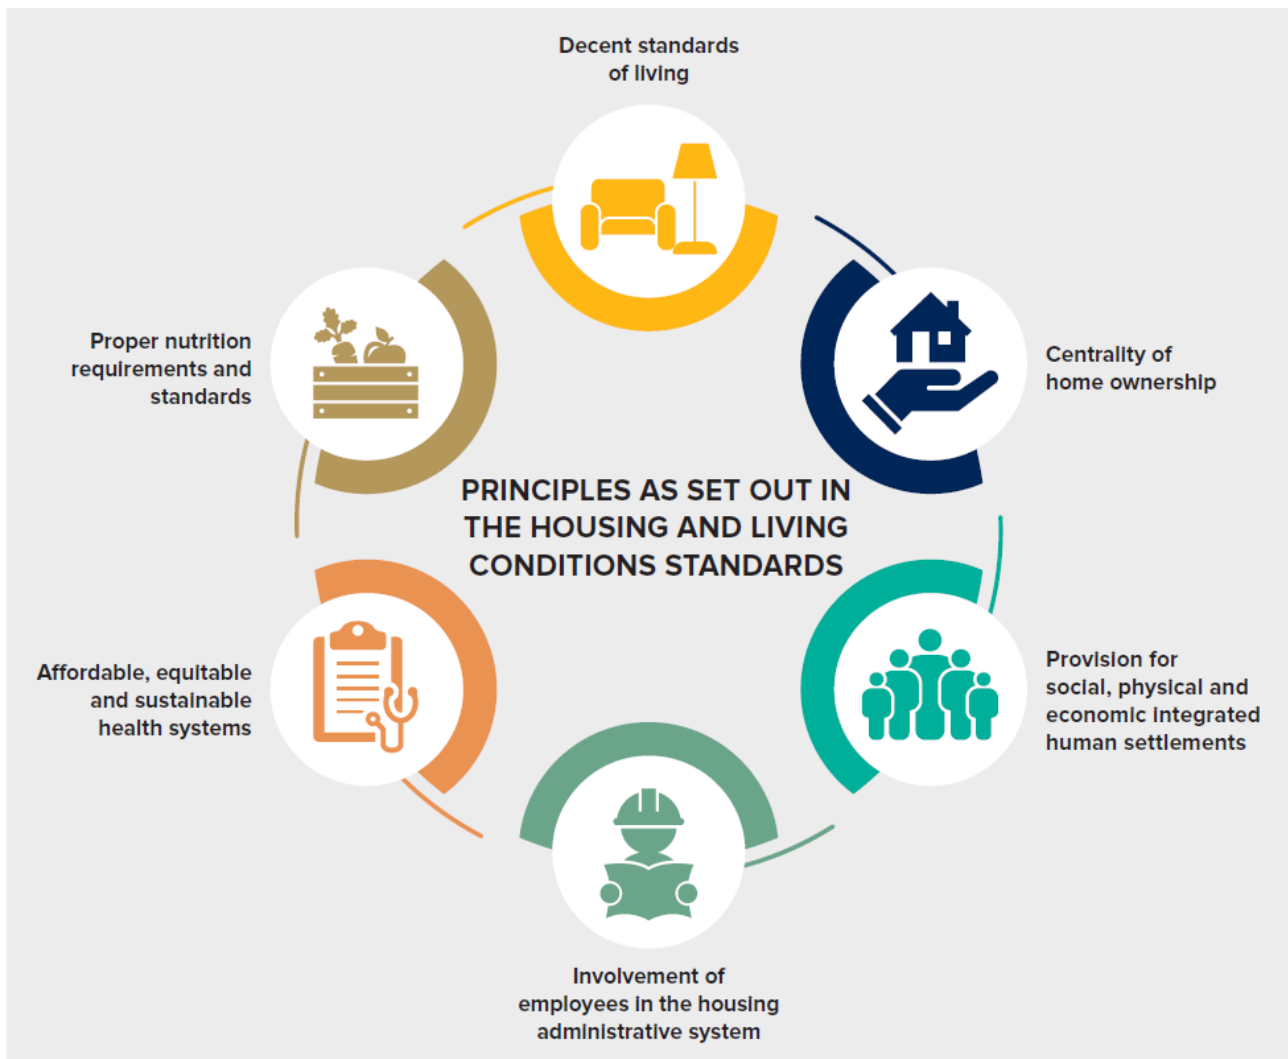 Decent standards
of living
Centrality of
home ownership
Provision for
social, physical and
economic integrated
human settlements
Involvement of
employees in the housing
administrative system
Affordable, equitable
and sustainable
health systems
Proper nutrition
requirements and
standards
PRINCIPLES AS SET OUT IN
THE HOUSING AND LIVING
CONDITIONS STANDARDS